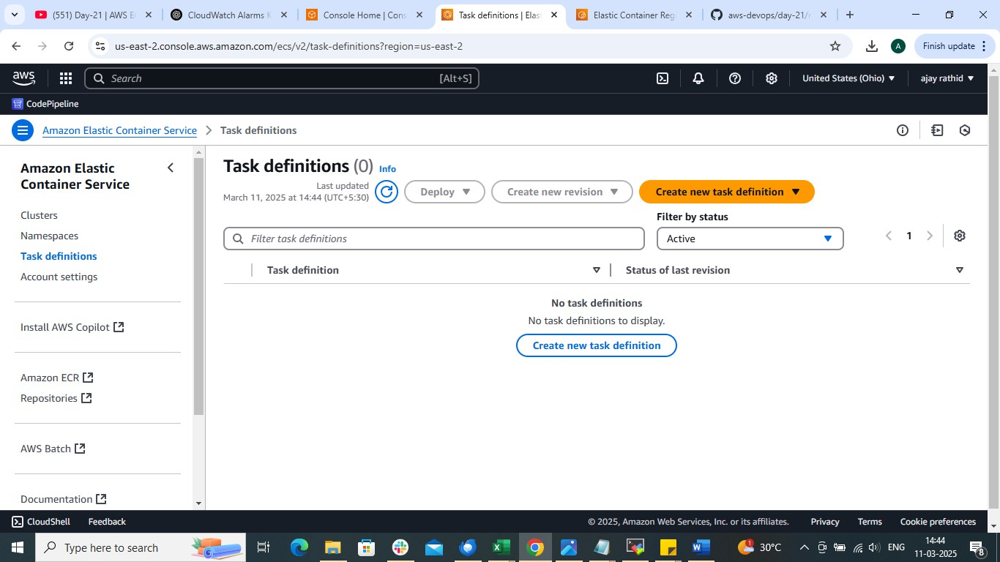 (551) Day-21 | AWS E
CloudWatch Alarms K
Console Home | Cons
Task definitions | Elast
Elastic Container Reg
aws-devops/day-21/r
us-east-2.console.aws.amazon.com/ecs/v2/task-definitions?region=us-east-2
A
Finish update
aws
Search
[Alt+S]
United States (Ohio)
ajay rathid
CodePipeline
Amazon Elastic Container Service
Task definitions
Amazon Elastic
Container Service
Clusters
Namespaces
Task definitions
Account settings
Install AWS Copilot
Amazon ECR
Repositories
AWS Batch
Documentation
Task definitions (0) Info
Last updated
March 11, 2025 at 14:44 (UTC+5:30)
Deploy
Create new revision
Create new task definition
Filter by status
Filter task definitions
Active
1
Task definition
Status of last revision
No task definitions
No task definitions to display.
Create new task definition
CloudShell
Feedback
© 2025, Amazon Web Services, Inc. or its affiliates.
Privacy
Terms
Cookie preferences
Type here to search
1
30°C
ENG
14:44
11-03-2025
8